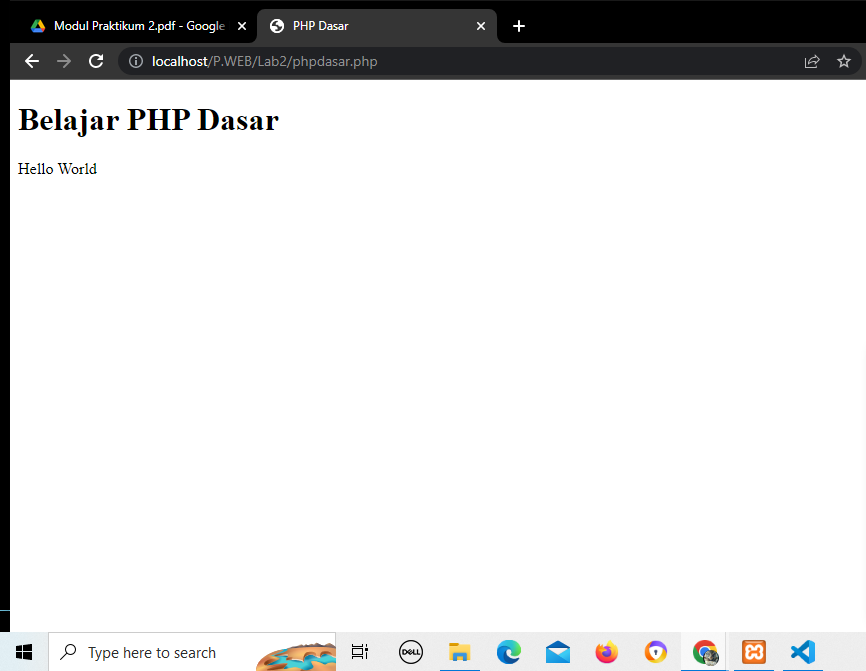 Modul Praktikum 2.pdf - Google
PHP Dasar
localhost/P.WEB/Lab2/phpdasar.php
Belajar PHP Dasar
Hello World
Type here to search
DELL